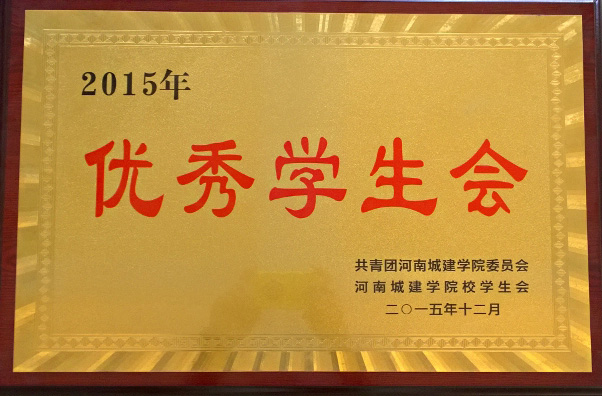 2015年
优秀学生会
共青团河南城建学院委员会
河南城建学院校学生会
二〇一五年十二月